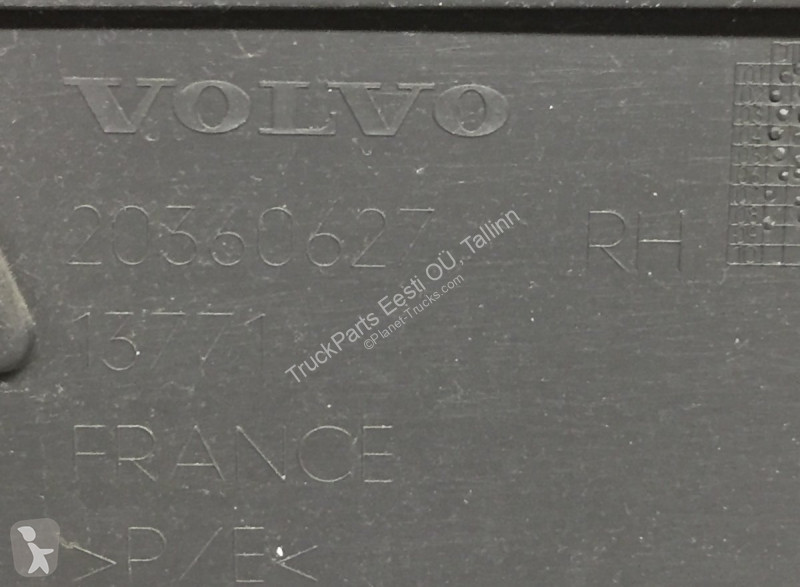 VOLVO
20360627 RH
13771
FRANCE
>P/E<
TruckParts Eesti OÜ, Tallinn
©Planet-Trucks.com